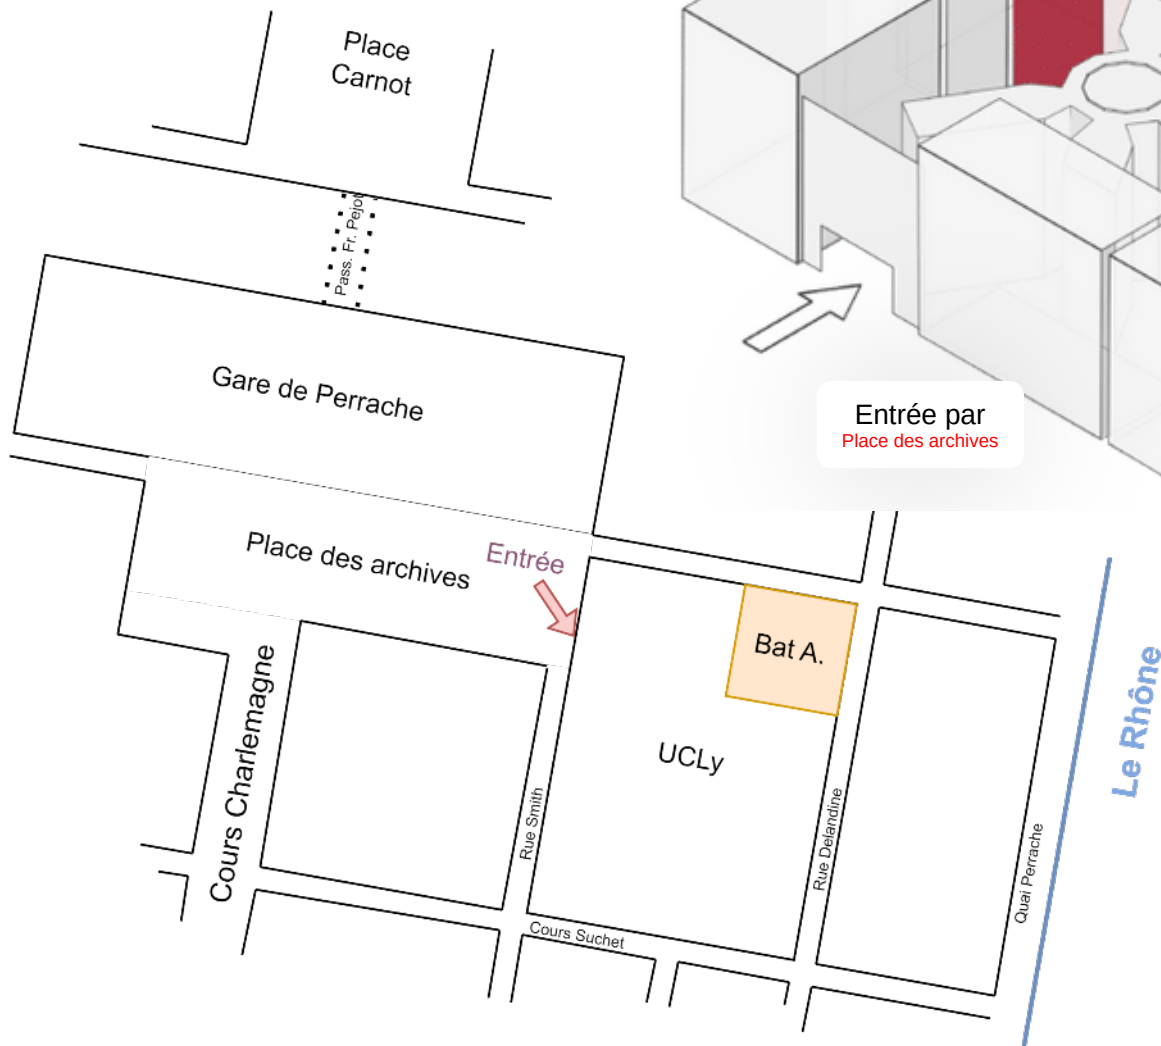 Place
Carnot
Pass. Fr. Pejot
Gare de Perrache
Entrée par
Place des archives
Place des archives
Entrée
Bat A.
UCLy
Le Rhône
Cours Charlemagne
Rue Smith
Rue Delandine
Quai Perrache
Cours Suchet